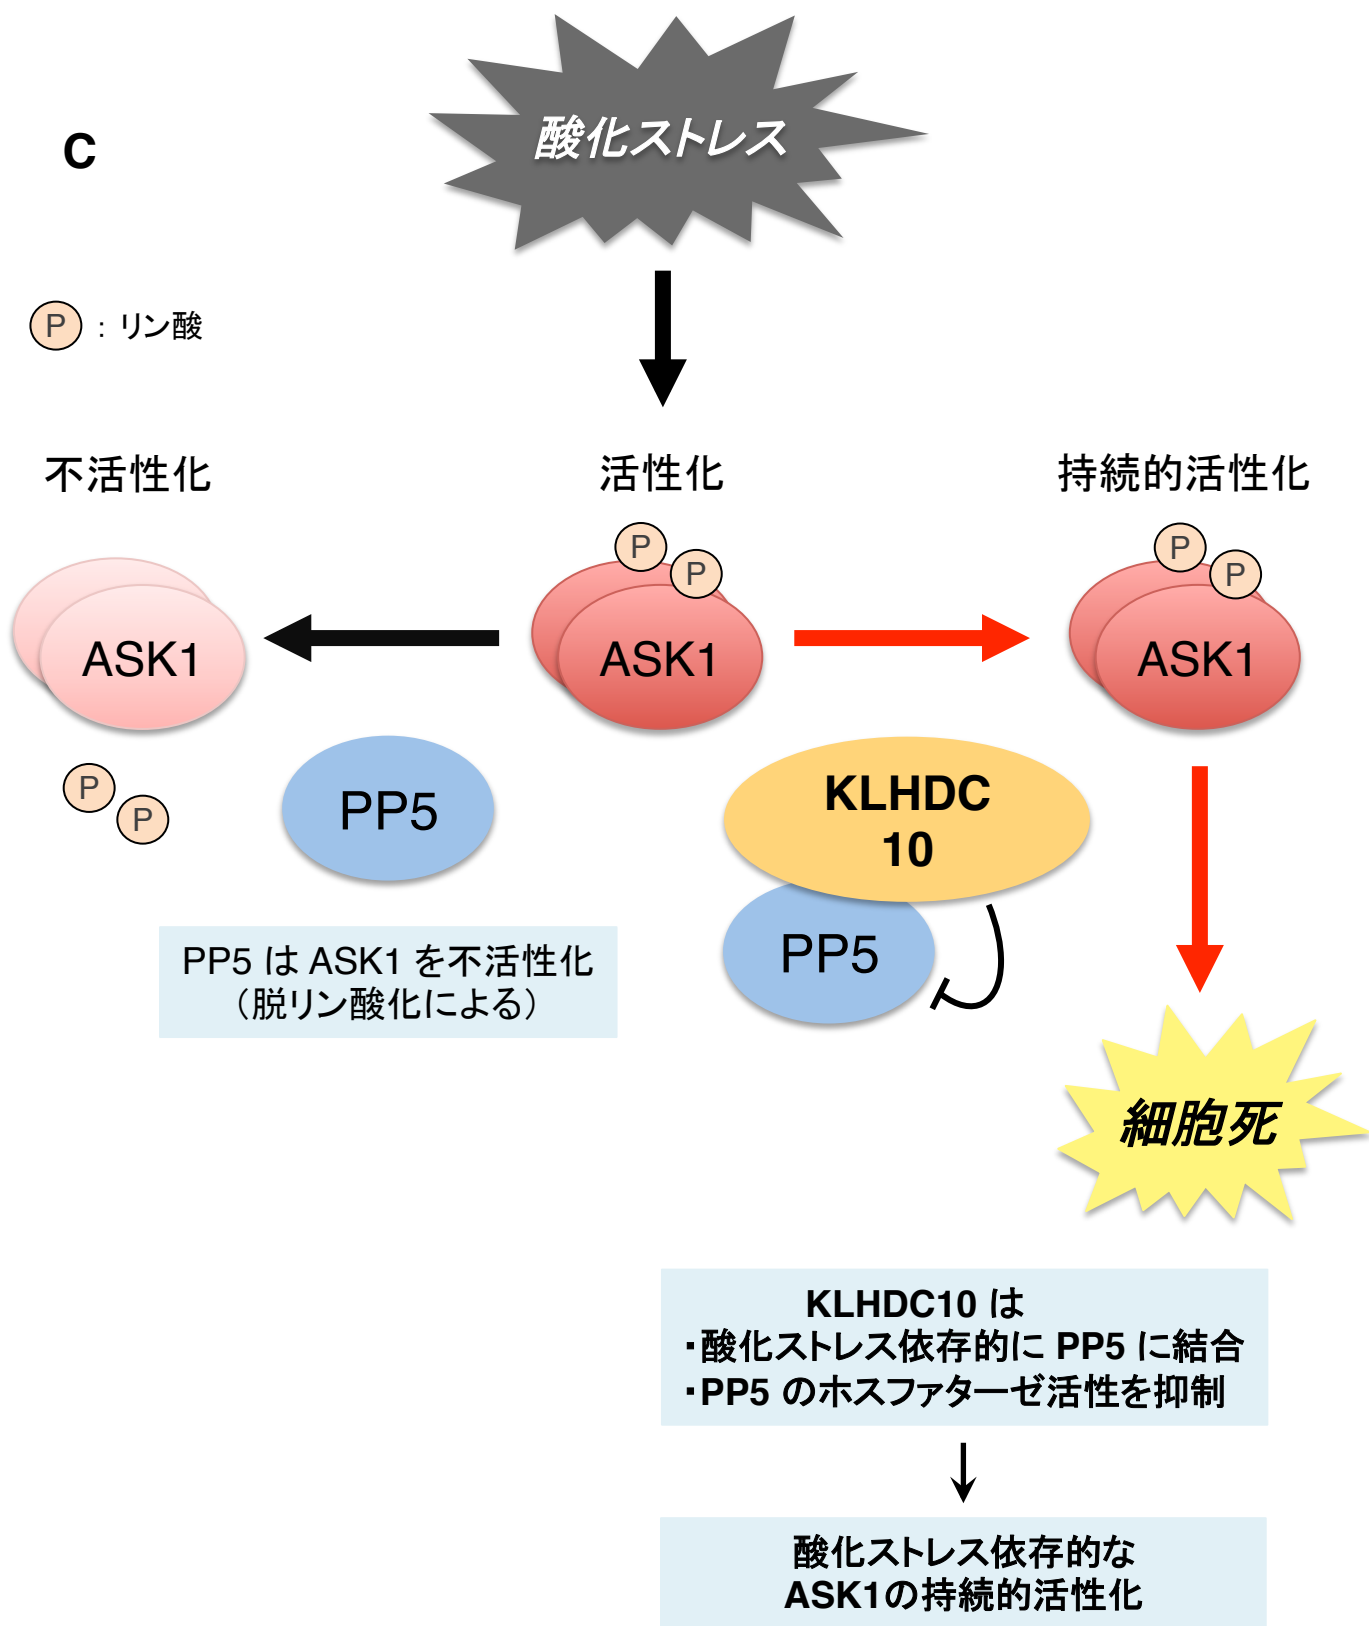 酸化ストレス
C
P : リン酸
不活性化
活性化
持続的活性化
P
P
P
P
ASK1
ASK1
ASK1
P
P
PP5
KLHDC
10
PP5
PP5 は ASK1 を不活性化
（脱リン酸化による）
細胞死
KLHDC10 は
・酸化ストレス依存的に PP5 に結合
・PP5 のホスファターゼ活性を抑制
酸化ストレス依存的な
ASK1の持続的活性化